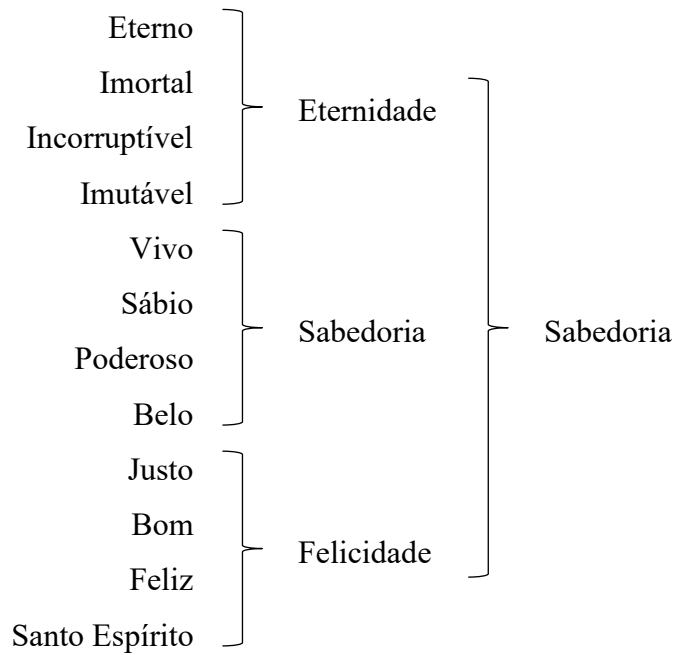 Eterno
Imortal
Eternidade
Incorruptível
Imutável
Vivo
Sábio
Sabedoria
Sabedoria
Poderoso
Belo
Justo
Bom
Felicidade
Feliz
Santo Espírito